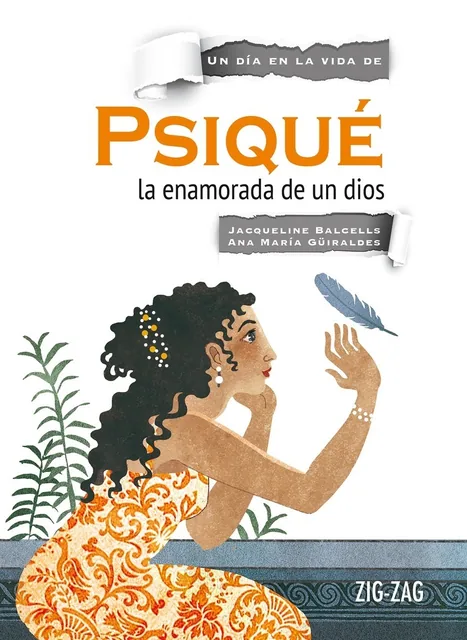 Un día en la vida de
Psiqué
la enamorada de un dios
Jacqueline Balcells
Ana María Güiraldes
ZIG-ZAG